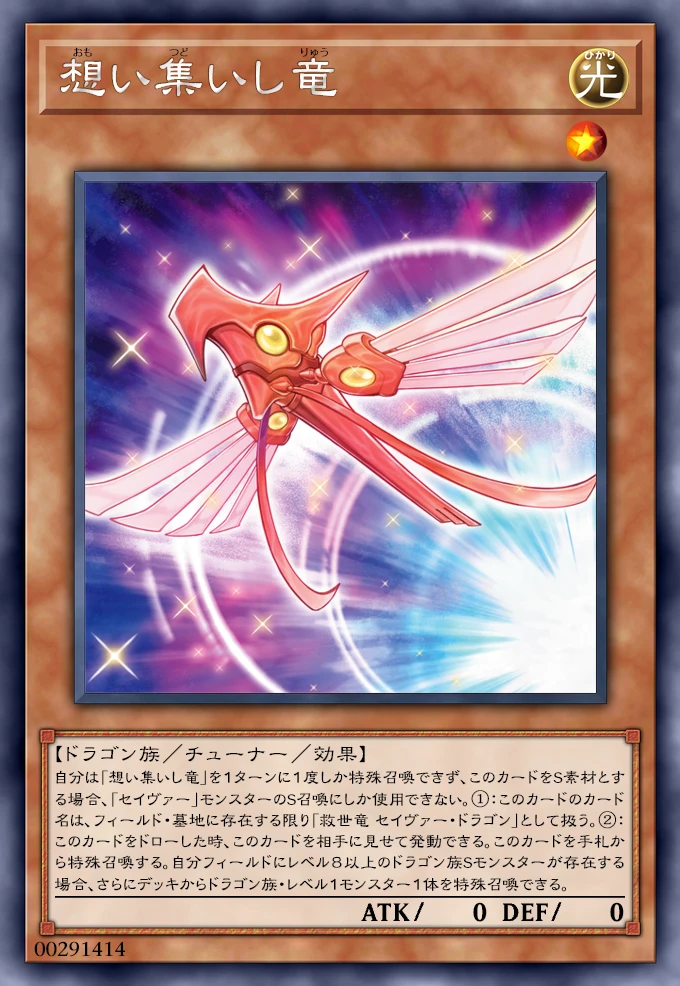 おも つど りゅう
想い集いし竜
ひかり
光
【ドラゴン族／チューナー／効果】
自分は「想い集いし竜」を1ターンに1度しか特殊召喚できず、このカードをS素材とす
る場合、「セイヴァー」モンスターのS召喚にしか使用できない。①：このカードのカード
名は、フィールド・墓地に存在する限り「救世竜 セイヴァー・ドラゴン」として扱う。②：
このカードをドローした時、このカードを相手に見せて発動できる。このカードを手札か
ら特殊召喚する。自分フィールドにレベル８以上のドラゴン族Sモンスターが存在する
場合、さらにデッキからドラゴン族・レベル1モンスター1体を特殊召喚できる。
ATK/ 0 DEF/ 0
00291414